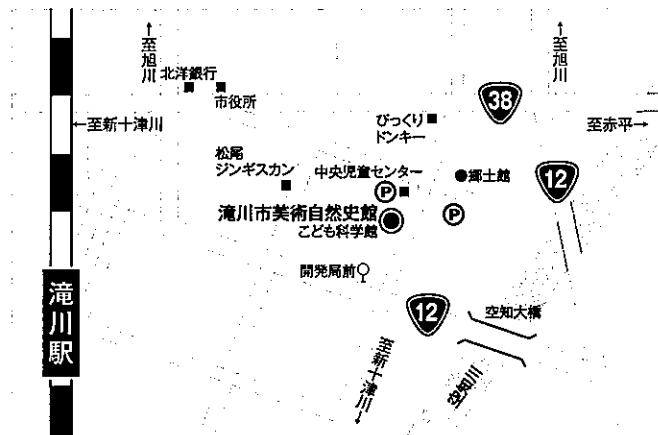 ↑至旭川
↑至旭川
北洋銀行
市役所
38
びっくり
ドンキー
←至新十津川
至赤平→
松尾
ジンギスカン
中央児童センター
P
郷土館
12
滝川市美術自然史館
こども科学館
P
開発局前
滝川駅
12
空知大橋
至新十津川→
空知川